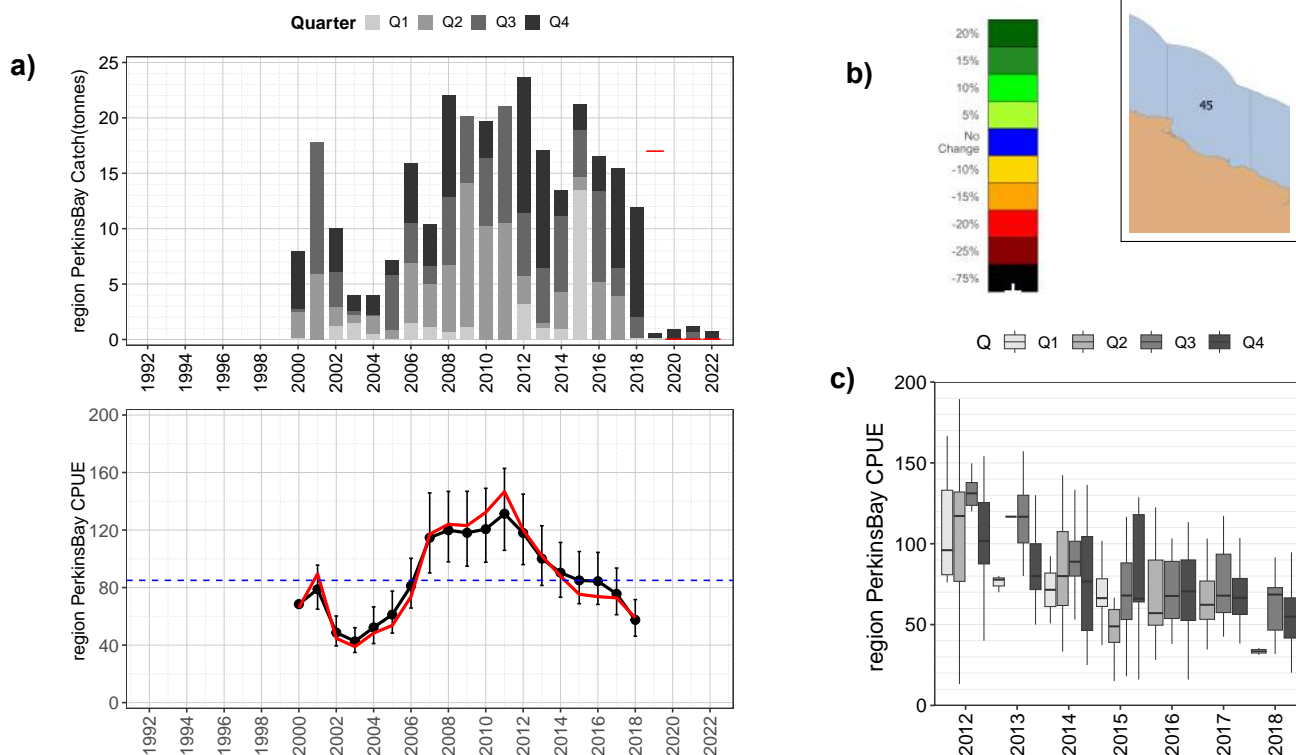 Quarter Q1 Q2 Q3 Q4
a)
region PerkinsBay Catch(tonnes)
25
20
15
10
5
0
1992 1994 1996 1998 2000 2002 2004 2006 2008 2010 2012 2014 2016 2018 2020 2022
region PerkinsBay CPUE
200
160
120
80
40
0
1992 1994 1996 1998 2000 2002 2004 2006 2008 2010 2012 2014 2016 2018 2020 2022
b)
20%
15%
10%
5%
No
Change
-10%
-15%
-20%
-25%
-75%
45
Q Q1 Q2 Q3 Q4
c)
region PerkinsBay CPUE
200
150
100
50
0
2012 2013 2014 2015 2016 2017 2018